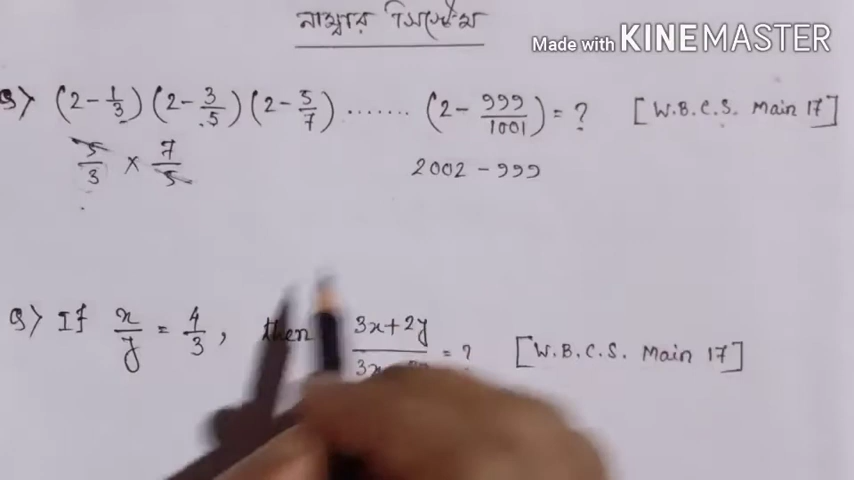 নাম্বার সিস্টেম
Made with KINEMASTER
Q> (2 - 1/3) (2 - 3/5) (2 - 5/7) ....... (2 - 999/1001) = ? [W.B.C.S. Main 17]
5/3 × 7/5 2002 - 999
Q> If x/y = 4/3, then 3x+2y / 3x = ? [W.B.C.S. Main 17]